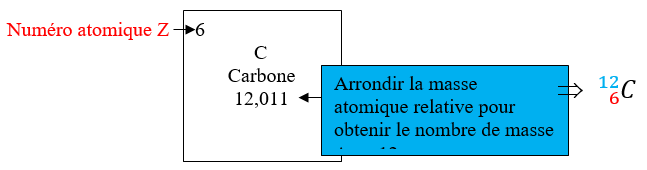 Numéro atomique Z
6
C
Carbone
12,011
Arrondir la masse
atomique relative pour
obtenir le nombre de masse
12
6
C